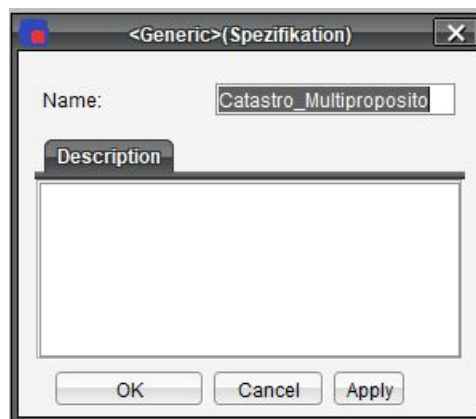 <Generic>(Spezifikation)
Name: Catastro_Multiproposito
Description
OK Cancel Apply